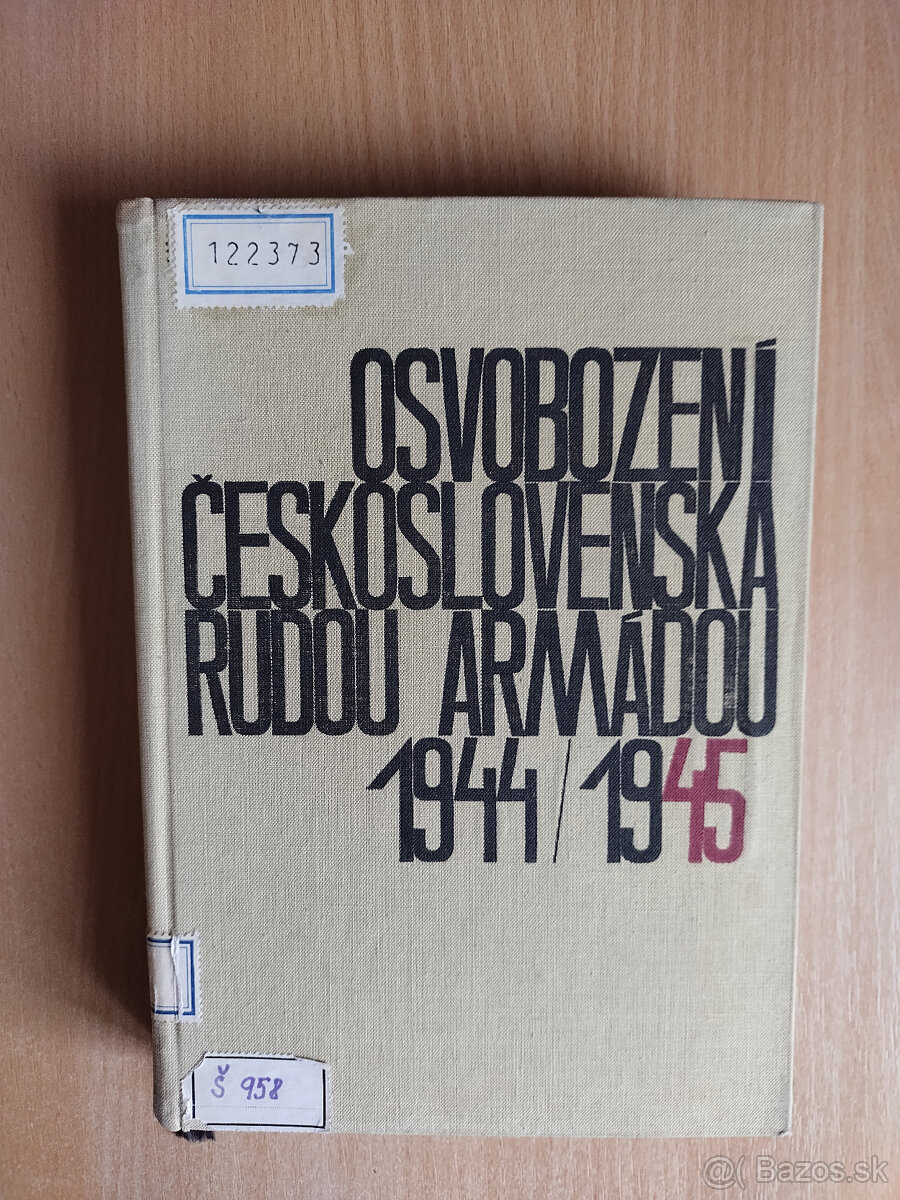 122373
OSVOBOZENÍ
ČESKOSLOVENSKA
RUDOU ARMÁDOU
1944/1945
Š 958
@( Bazos.sk